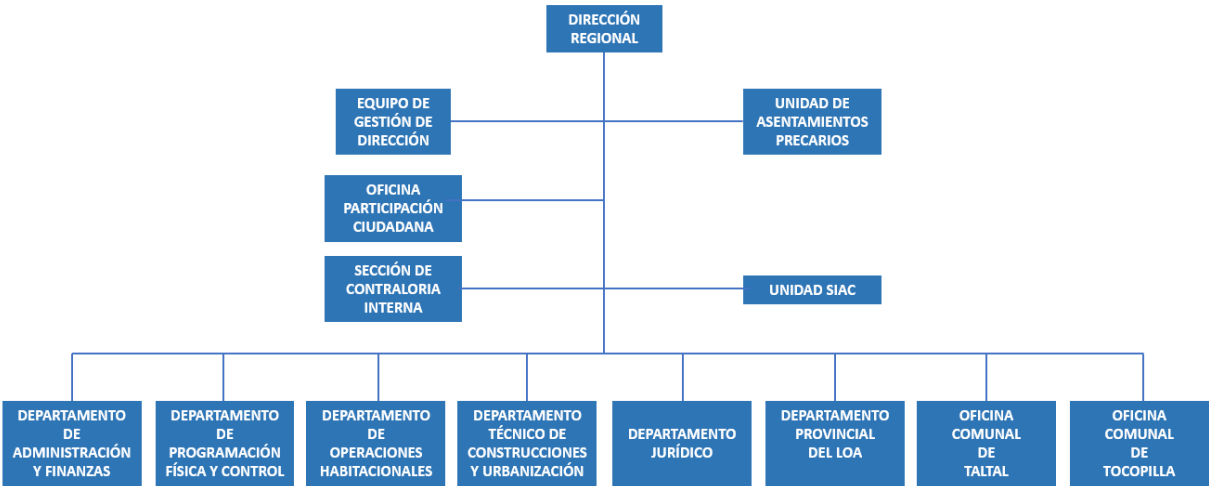 DIRECCIÓN
REGIONAL
EQUIPO DE
GESTIÓN DE
DIRECCIÓN
UNIDAD DE
ASENTAMIENTOS
PRECARIOS
OFICINA
PARTICIPACIÓN
CIUDADANA
SECCIÓN DE
CONTRALORIA
INTERNA
UNIDAD SIAC
DEPARTAMENTO
DE
ADMINISTRACIÓN
Y FINANZAS
DEPARTAMENTO
DE
PROGRAMACIÓN
FÍSICA Y CONTROL
DEPARTAMENTO
DE
OPERACIONES
HABITACIONALES
DEPARTAMENTO
TÉCNICO DE
CONSTRUCCIONES
Y URBANIZACIÓN
DEPARTAMENTO
JURÍDICO
DEPARTAMENTO
PROVINCIAL
DEL LOA
OFICINA
COMUNAL
DE
TALTAL
OFICINA
COMUNAL
DE
TOCOPILLA